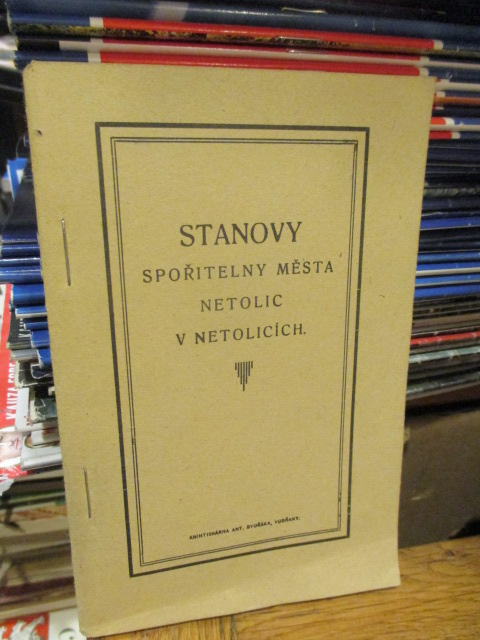 STANOVY
SPOŘITELNY MĚSTA
NETOLIC
V NETOLICÍCH.
KNIHTISKÁRNA ANT. DVOŘÁKA, VODŇANY.